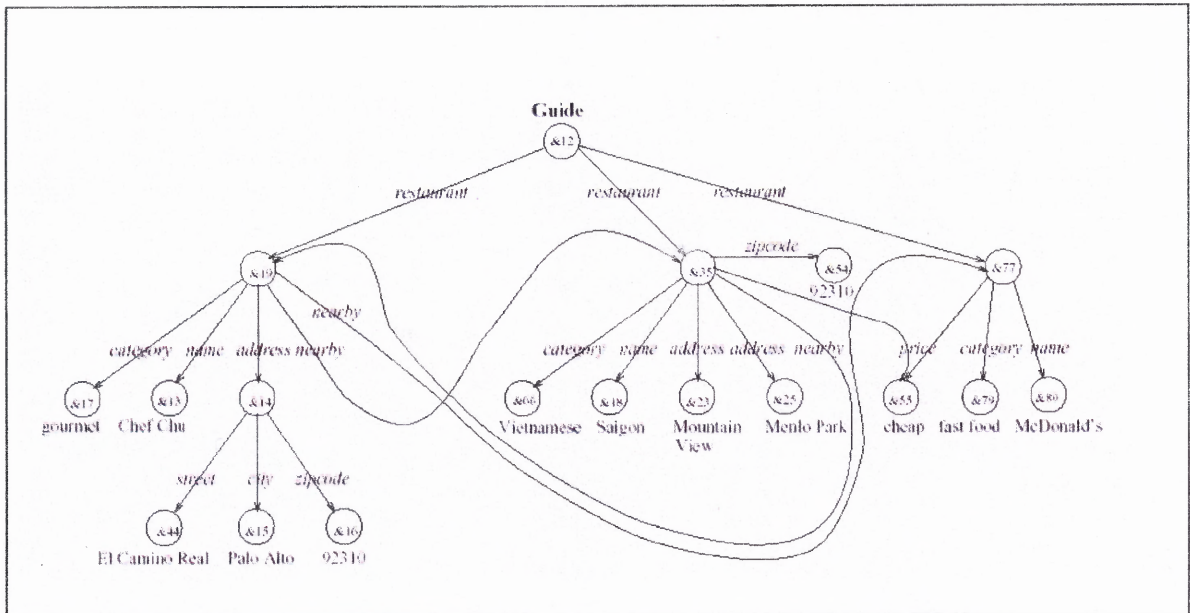 Guide
&12
restaurant restaurant restaurant
zipcode
&19 &35 &54 &77
92310
nearby
category name address nearby category name address address nearby price category name
&17 &13 &14 &66 &18 &23 &25 &55 &79 &80
gourmet Chef Chu Vietnamese Saigon Mountain Menlo Park cheap fast food McDonald's
View
street city zipcode
&44 &15 &16
El Camino Real Palo Alto 92310